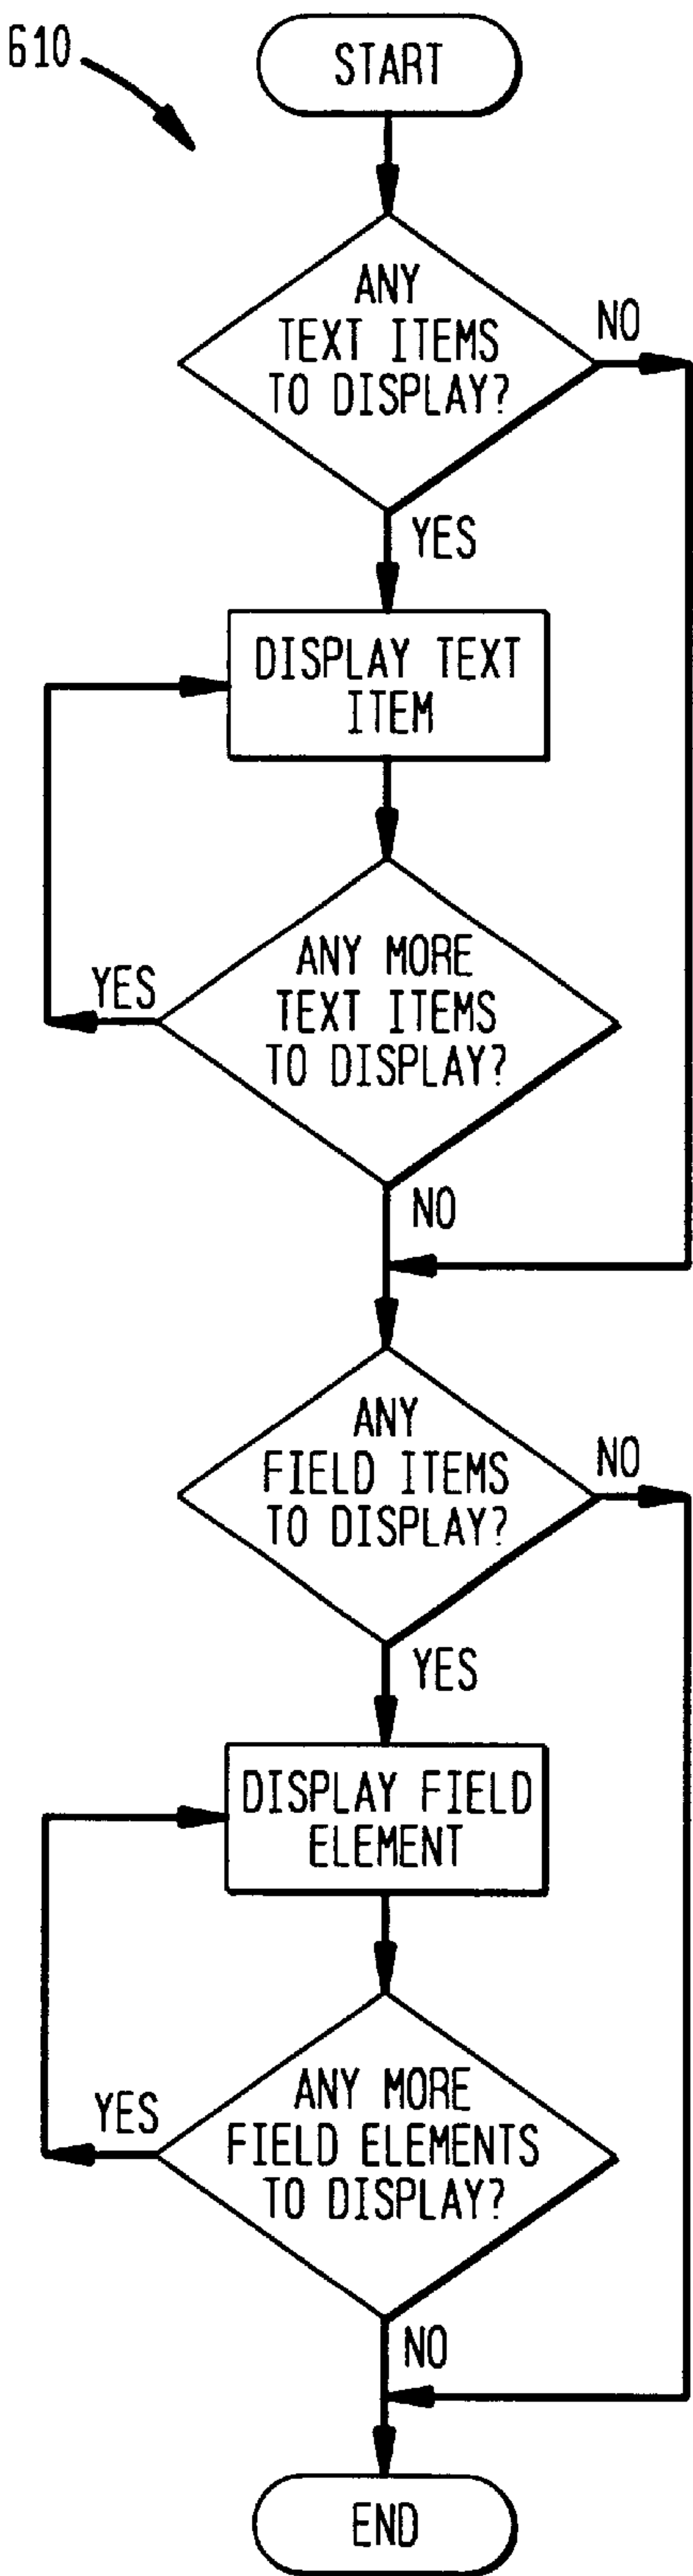 610
START
ANY
TEXT ITEMS
TO DISPLAY?
NO
YES
DISPLAY TEXT
ITEM
ANY MORE
TEXT ITEMS
TO DISPLAY?
YES
NO
ANY
FIELD ITEMS
TO DISPLAY?
NO
YES
DISPLAY FIELD
ELEMENT
ANY MORE
FIELD ELEMENTS
TO DISPLAY?
YES
NO
END